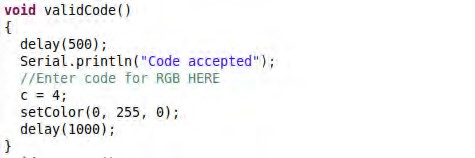 void validCode()
{
delay(500);
Serial.println("Code accepted");
//Enter code for RGB HERE
c = 4;
setColor(0, 255, 0);
delay(1000);
}